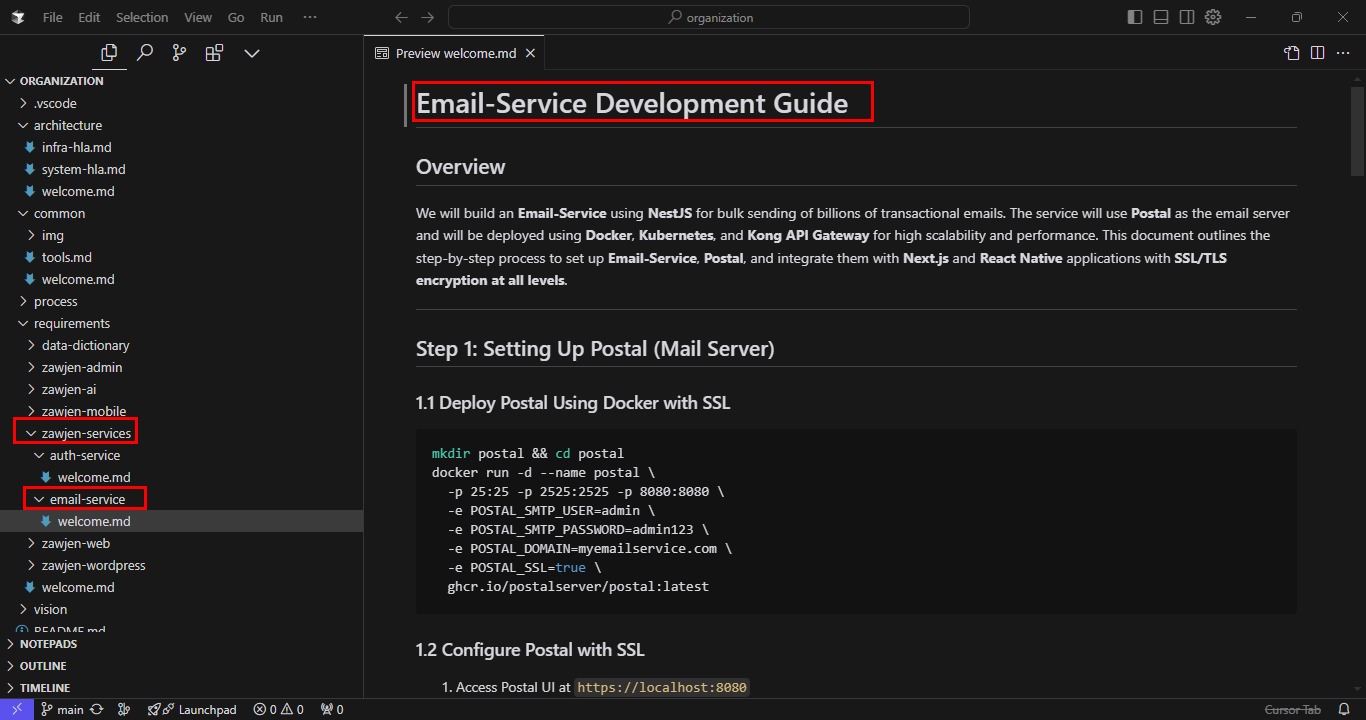 File Edit Selection View Go Run ···
organization
ORGANIZATION
.vscode
architecture
infra-hla.md
system-hla.md
welcome.md
common
img
tools.md
welcome.md
process
requirements
data-dictionary
zawjen-admin
zawjen-ai
zawjen-mobile
zawjen-services
auth-service
welcome.md
email-service
welcome.md
zawjen-web
zawjen-wordpress
welcome.md
vision
README.md
NOTEPADS
OUTLINE
TIMELINE
Preview welcome.md
Email-Service Development Guide
Overview
We will build an Email-Service using NestJS for bulk sending of billions of transactional emails. The service will use Postal as the email server
and will be deployed using Docker, Kubernetes, and Kong API Gateway for high scalability and performance. This document outlines the
step-by-step process to set up Email-Service, Postal, and integrate them with Next.js and React Native applications with SSL/TLS
encryption at all levels.
Step 1: Setting Up Postal (Mail Server)
1.1 Deploy Postal Using Docker with SSL
mkdir postal && cd postal
docker run -d --name postal \
-p 25:25 -p 2525:2525 -p 8080:8080 \
-e POSTAL_SMTP_USER=admin \
-e POSTAL_SMTP_PASSWORD=admin123 \
-e POSTAL_DOMAIN=myemailservice.com \
-e POSTAL_SSL=true \
ghcr.io/postalserver/postal:latest
1.2 Configure Postal with SSL
1. Access Postal UI at https://localhost:8080
main Launchpad 0 0 0 Cursor Tab